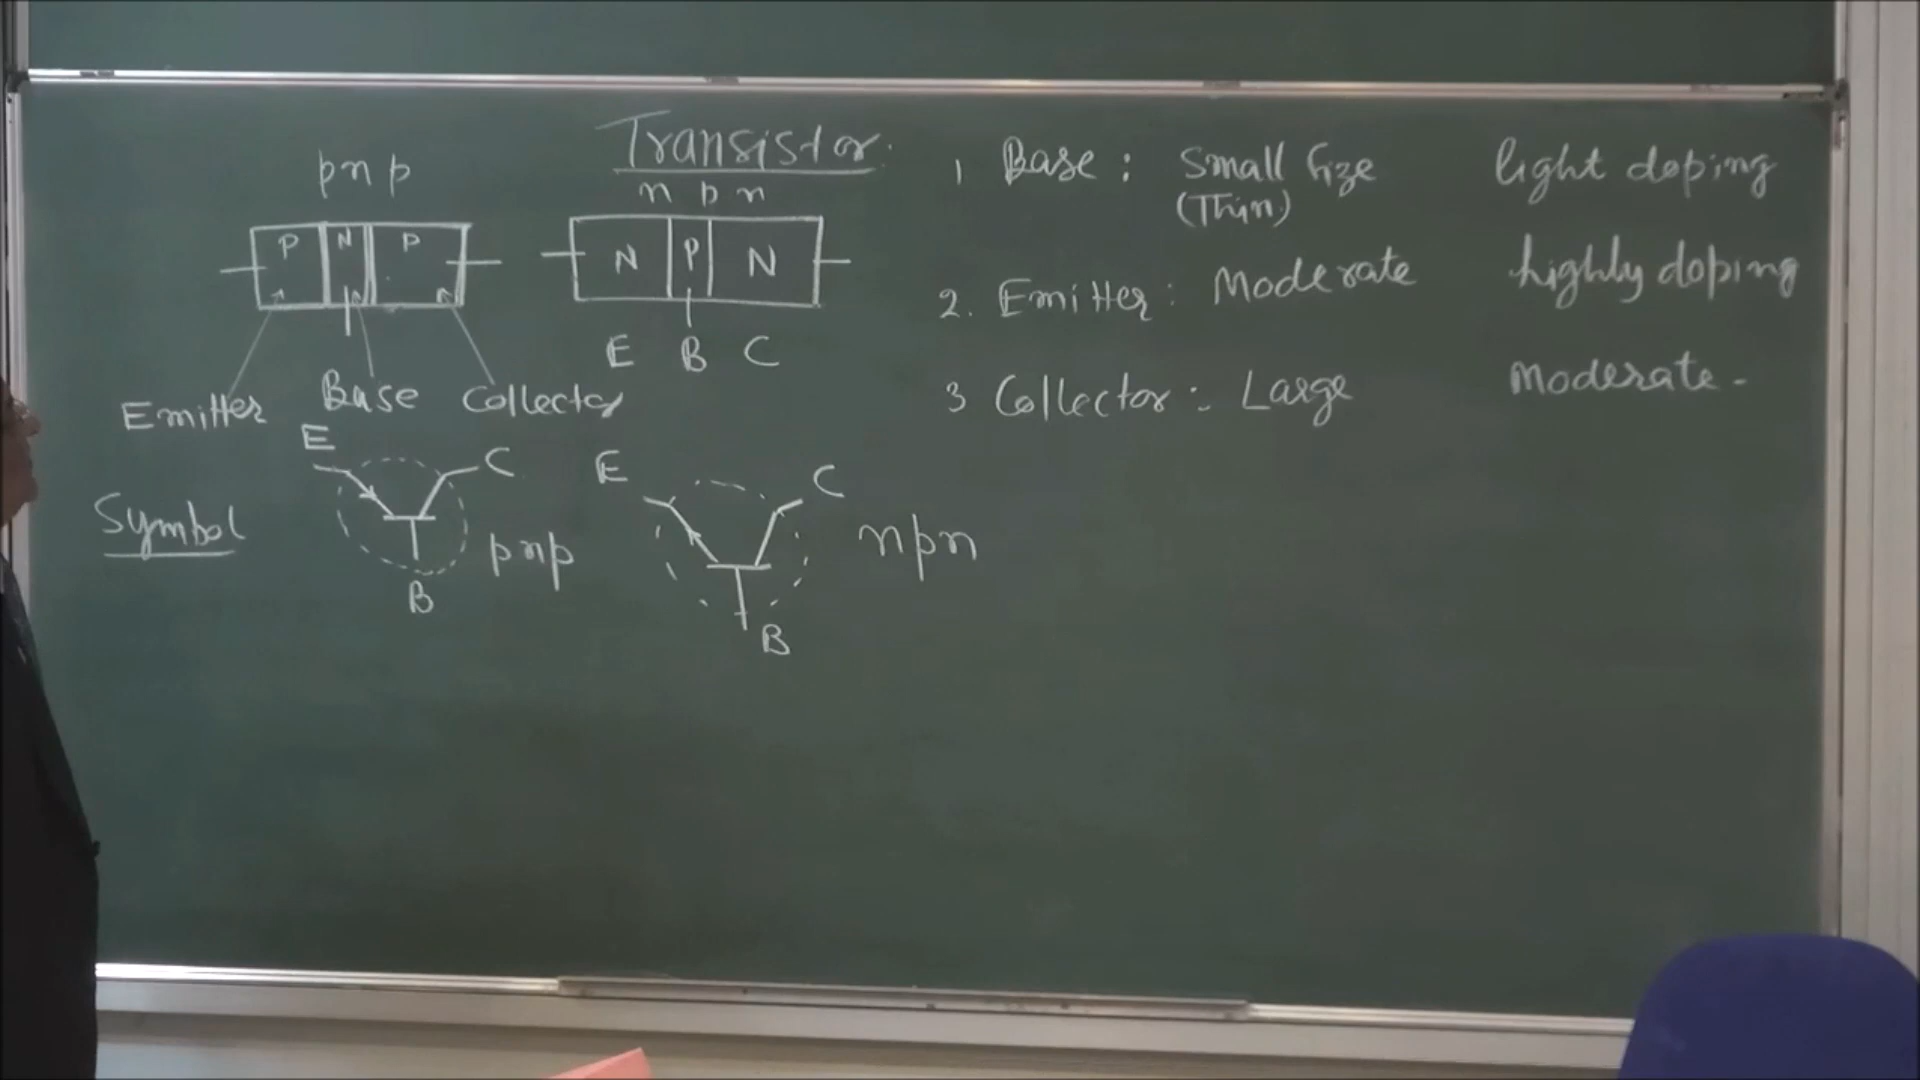 Transistor.
pnp
P N P
Emitter Base Collector
npn
N P N
E B C
Symbol
E C
B
pnp
E C
B
npn
1 Base : Small Size light doping
(Thin)
2. Emitter : Moderate highly doping
3 Collector :- Large Moderate -